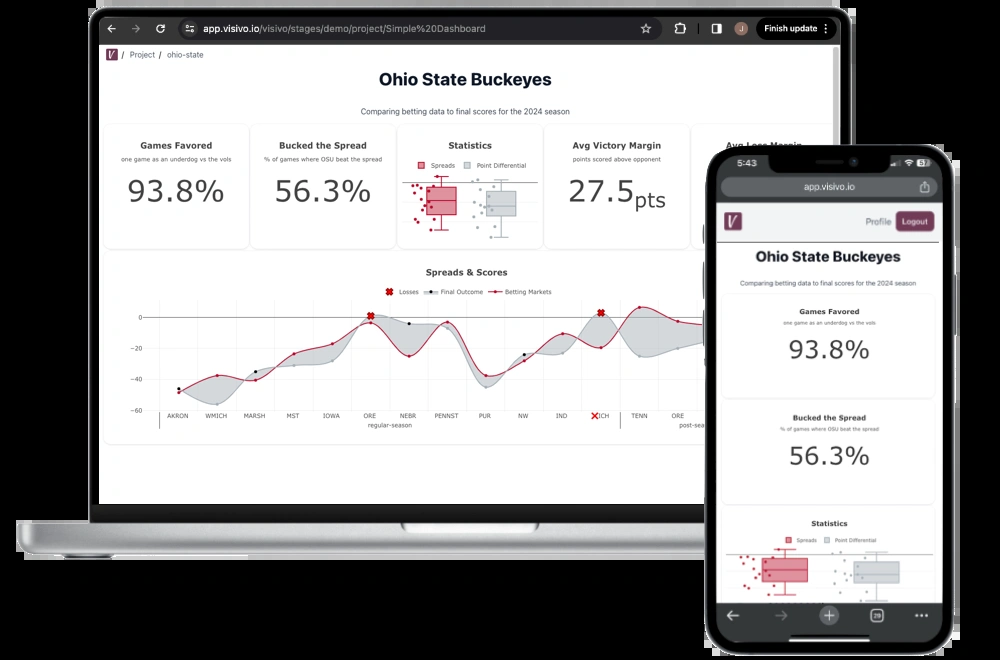 app.visivo.io/visivo/stages/demo/project/Simple%20Dashboard
J
Finish update
V / Project / ohio-state
Ohio State Buckeyes
Comparing betting data to final scores for the 2024 season
Games Favored
one game as an underdog vs the vols
93.8%
Bucked the Spread
% of games where OSU beat the spread
56.3%
Statistics
Spreads Point Differential
Avg Victory Margin
points scored above opponent
27.5pts
Avg Loss Margin
Spreads & Scores
Losses Final Outcome Betting Markets
0
−20
−40
−60
AKRON WMICH MARSH MST IOWA ORE NEBR PENNST PUR NW IND ❌ICH TENN ORE
regular-season post-sea
5:43
57
app.visivo.io
V Profile Logout
Ohio State Buckeyes
Comparing betting data to final scores for the 2024 season
Games Favored
one game as an underdog vs the vols
93.8%
Bucked the Spread
% of games where OSU beat the spread
56.3%
Statistics
Spreads Point Differential
29